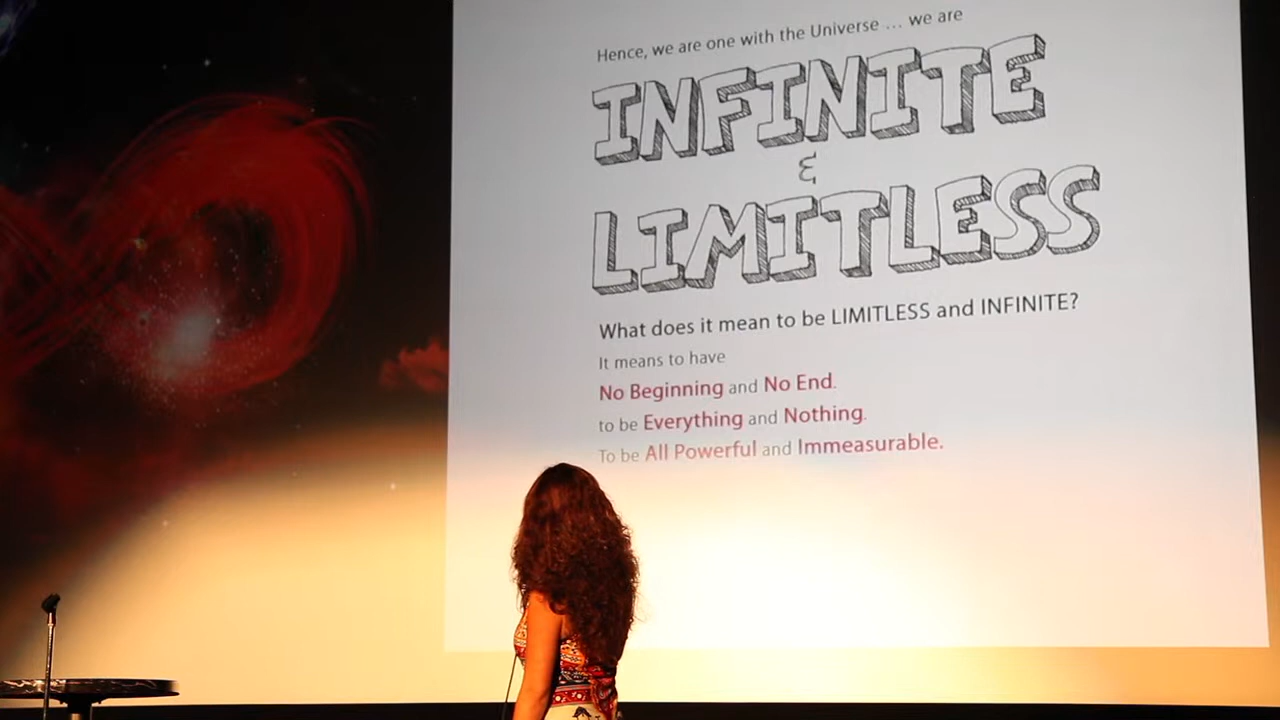 Hence, we are one with the Universe ... we are
INFINITE
&
LIMITLESS
What does it mean to be LIMITLESS and INFINITE?
It means to have
No Beginning and No End.
to be Everything and Nothing.
To be All Powerful and Immeasurable.